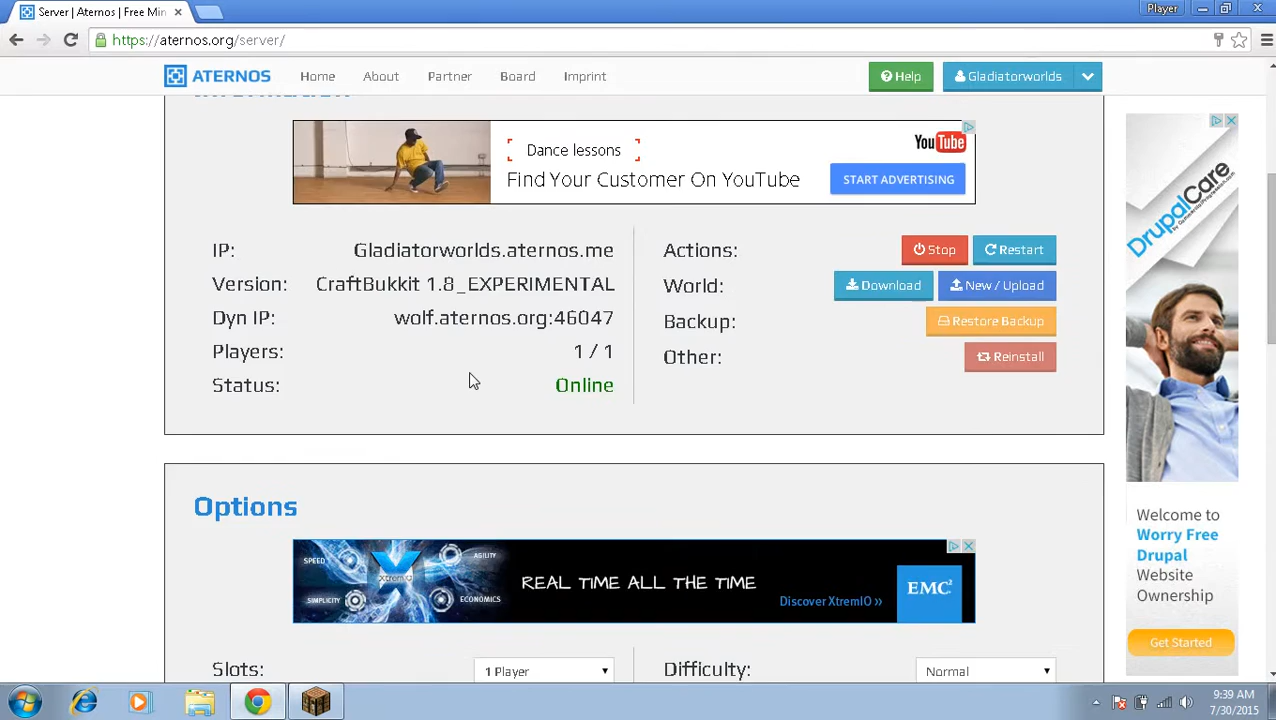 Server | Aternos | Free Min
Player
https://aternos.org/server/
ATERNOS
Home
About
Partner
Board
Imprint
Help
Gladiatorworlds
Dance lessons
Find Your Customer On YouTube
YouTube
START ADVERTISING
IP:
Gladiatorworlds.aternos.me
Version:
CraftBukkit 1.8_EXPERIMENTAL
Dyn IP:
wolf.aternos.org:46047
Players:
1 / 1
Status:
Online
Actions:
Stop
Restart
World:
Download
New / Upload
Backup:
Restore Backup
Other:
Reinstall
Options
SPEED
AGILITY
SIMPLICITY
ECONOMICS
XtremIO
REAL TIME ALL THE TIME
Discover XtremIO »
EMC²
Slots:
1 Player
Difficulty:
Normal
DrupalCare
Welcome to
Worry Free
Drupal
Website
Ownership
Get Started
9:39 AM
7/30/2015